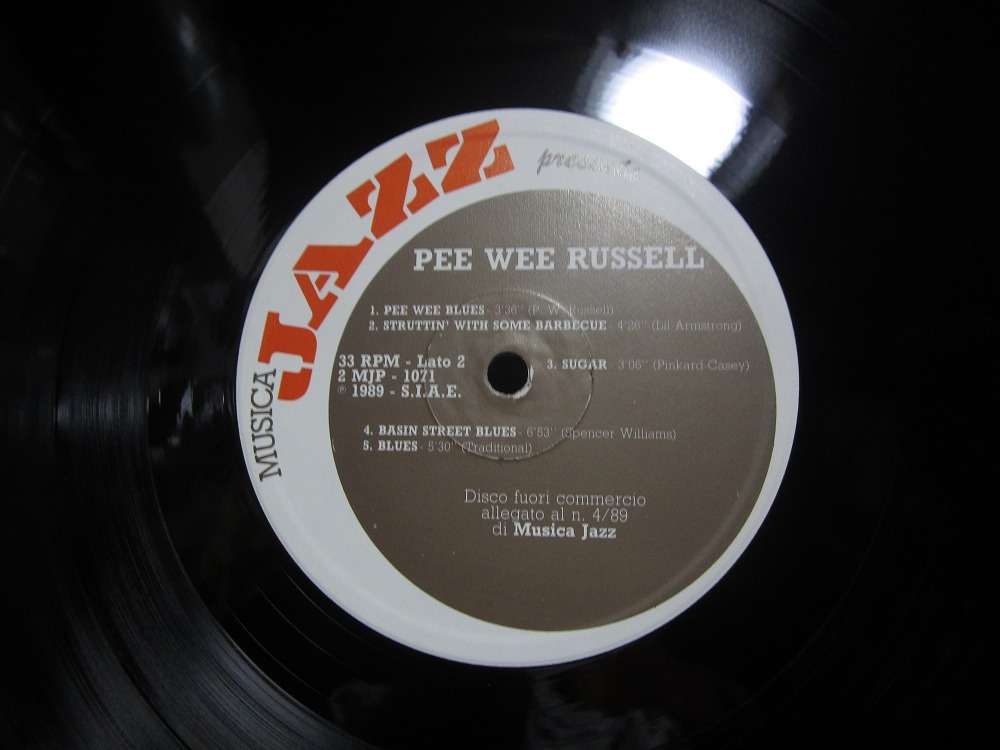 MUSICA JAZZ presenta
PEE WEE RUSSELL
1. PEE WEE BLUES - 3'36" (P. W. Russell)
2. STRUTTIN' WITH SOME BARBECUE - 4'26" (Lil Armstrong)
33 RPM - Lato 2
3. SUGAR - 3'06" (Pinkard-Casey)
2 MJP - 1071
℗ 1989 - S.I.A.E.
4. BASIN STREET BLUES - 6'53" (Spencer Williams)
5. BLUES - 5'30" (Traditional)
Disco fuori commercio
allegato al n. 4/89
di Musica Jazz